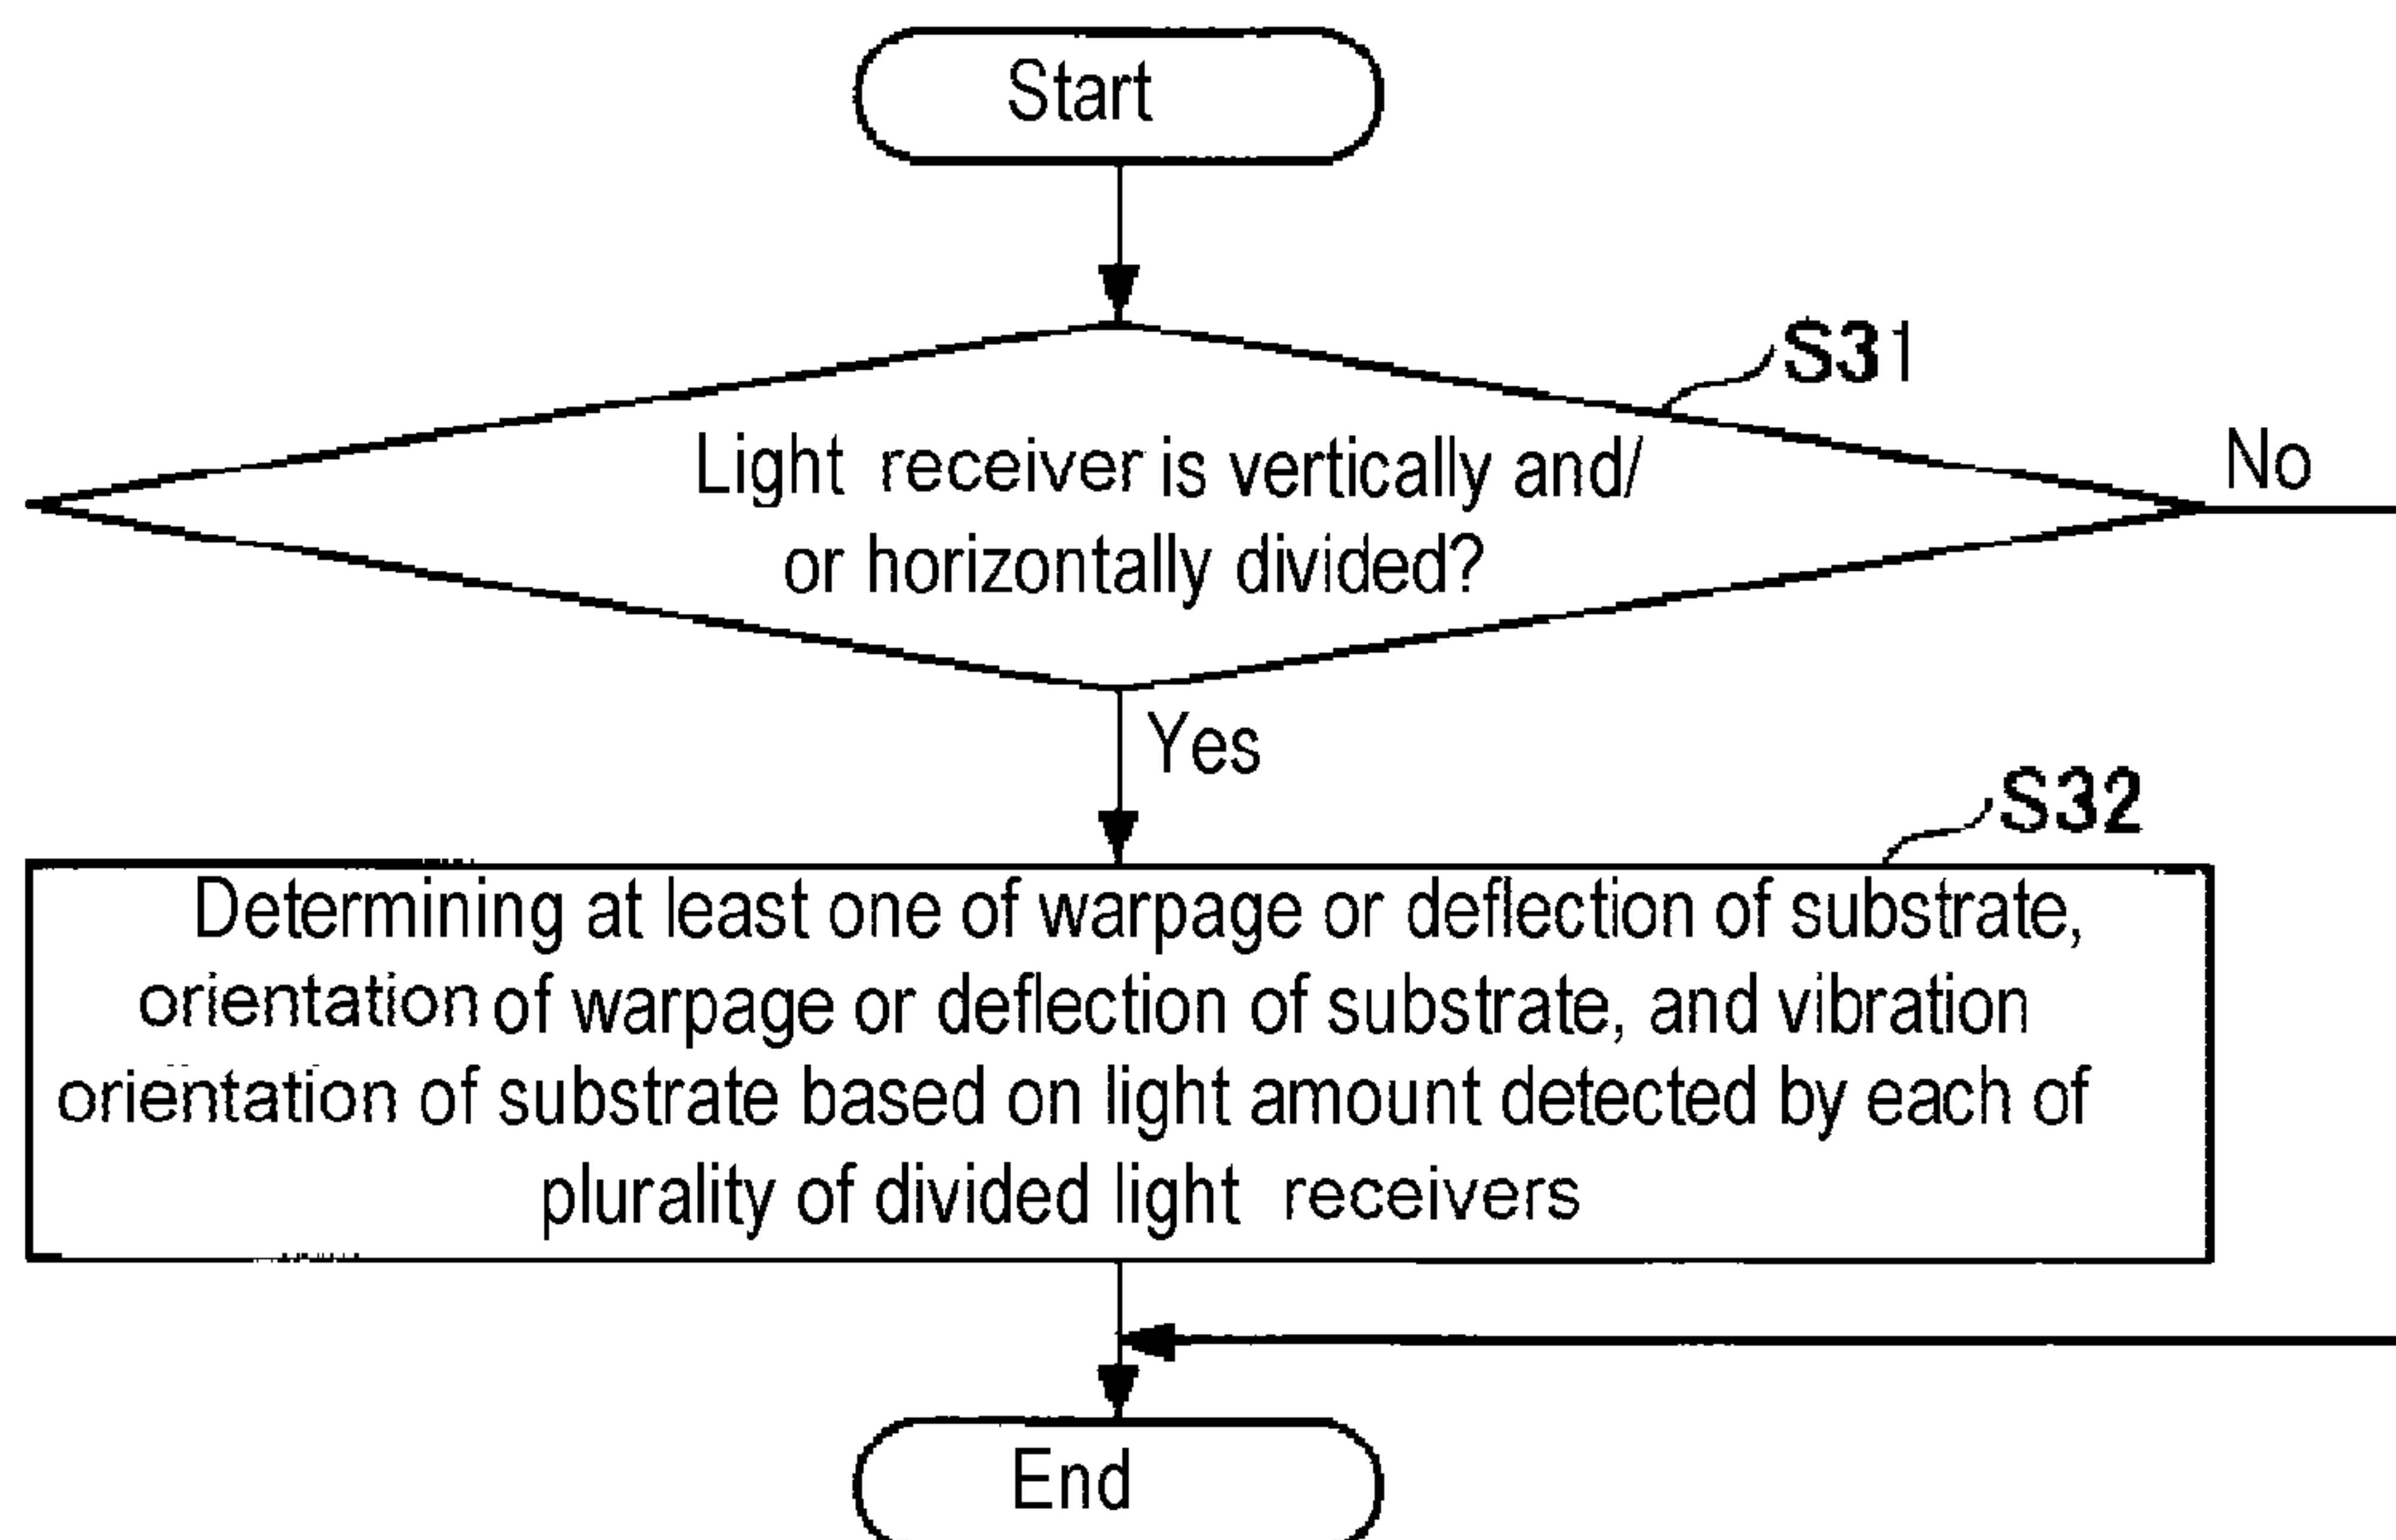 Start
S31
Light receiver is vertically and/
or horizontally divided?
No
Yes
S32
Determining at least one of warpage or deflection of substrate,
orientation of warpage or deflection of substrate, and vibration
orientation of substrate based on light amount detected by each of
plurality of divided light receivers
End